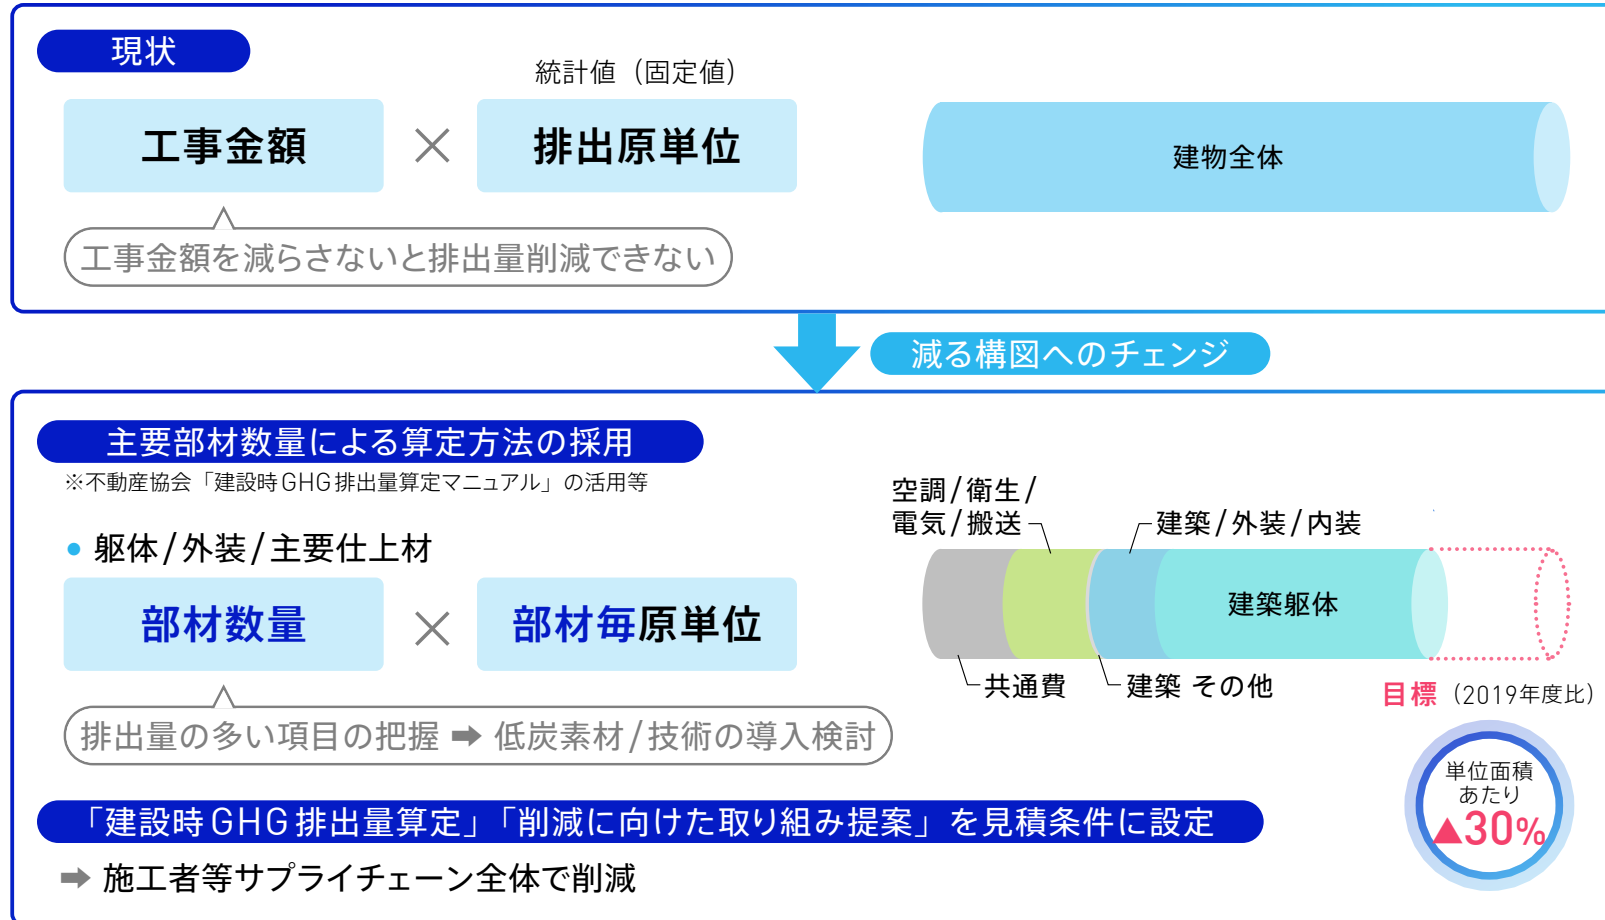 現状
統計値（固定値）
工事金額 × 排出原単位
建物全体
工事金額を減らさないと排出量削減できない
減る構図へのチェンジ
主要部材数量による算定方法の採用
※不動産協会「建設時GHG排出量算定マニュアル」の活用等
• 躯体/外装/主要仕上材
部材数量 × 部材毎原単位
排出量の多い項目の把握 ➡ 低炭素材/技術の導入検討
空調/衛生/
電気/搬送
建築/外装/内装
建築躯体
共通費
建築 その他
目標（2019年度比）
単位面積
あたり
▲30%
「建設時GHG排出量算定」「削減に向けた取り組み提案」を見積条件に設定
➡ 施工者等サプライチェーン全体で削減